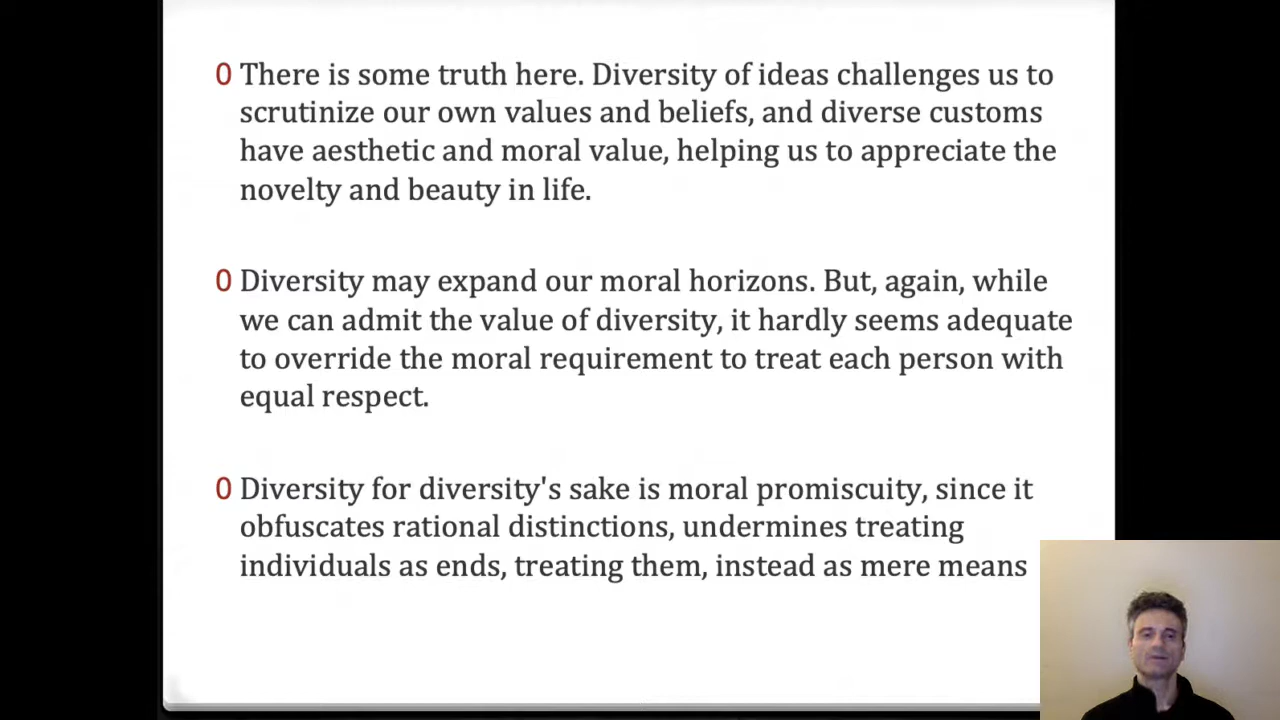 0 There is some truth here. Diversity of ideas challenges us to
scrutinize our own values and beliefs, and diverse customs
have aesthetic and moral value, helping us to appreciate the
novelty and beauty in life.
0 Diversity may expand our moral horizons. But, again, while
we can admit the value of diversity, it hardly seems adequate
to override the moral requirement to treat each person with
equal respect.
0 Diversity for diversity's sake is moral promiscuity, since it
obfuscates rational distinctions, undermines treating
individuals as ends, treating them, instead as mere means